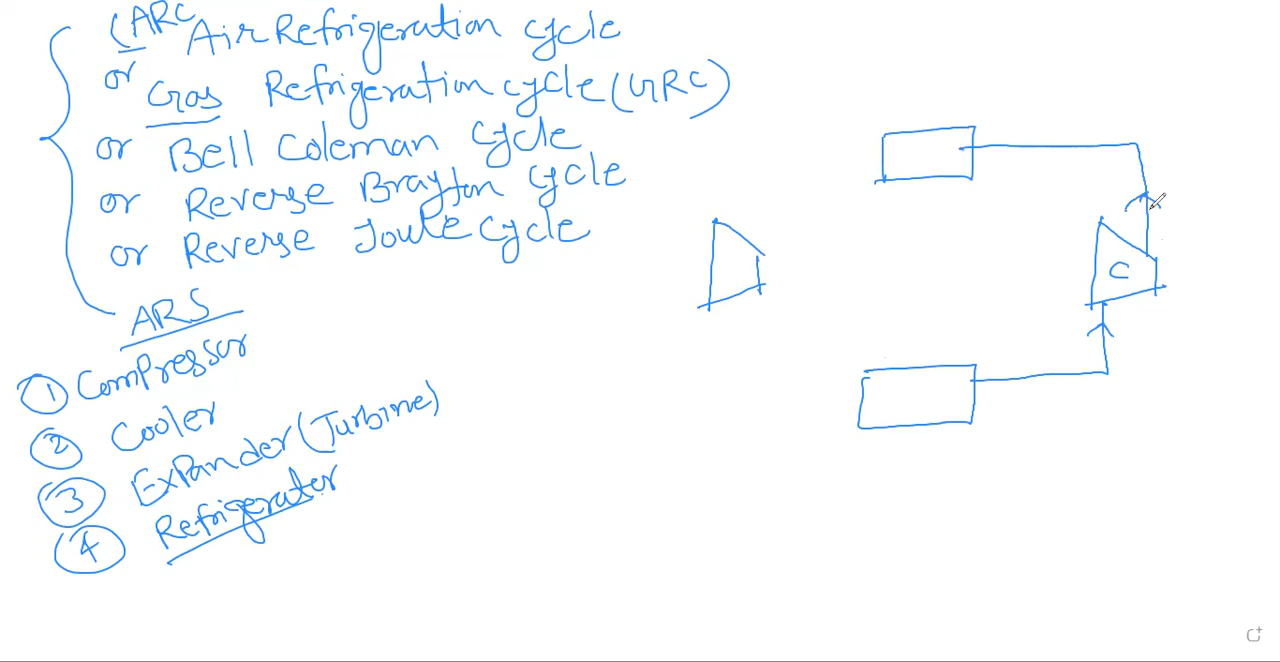 (ARC Air Refrigeration cycle
or Gas Refrigeration cycle (GRC)
or Bell Coleman cycle
or Reverse Brayton cycle
or Reverse Joule cycle
ARS
1 Compressor
2 Cooler
3 Expander (Turbine)
4 Refrigerator
C